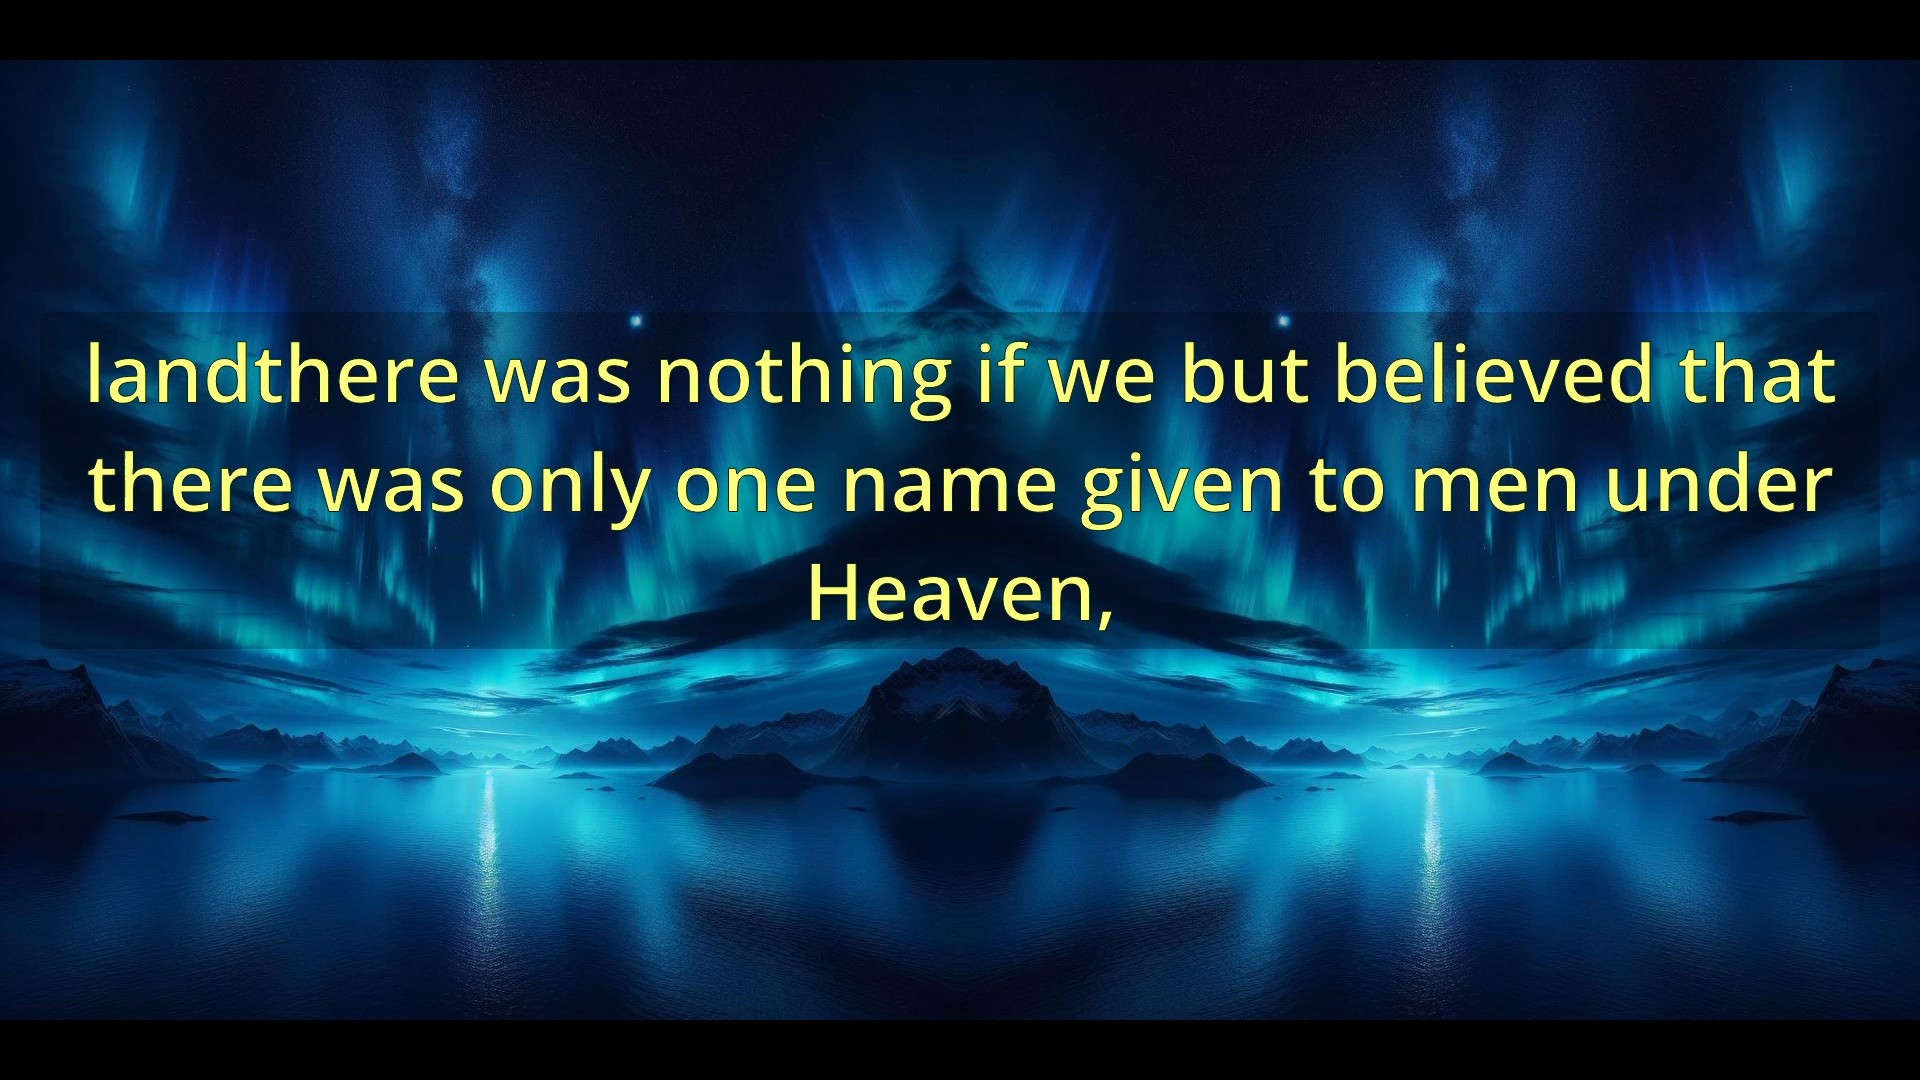 landthere was nothing if we but believed that
there was only one name given to men under
Heaven,